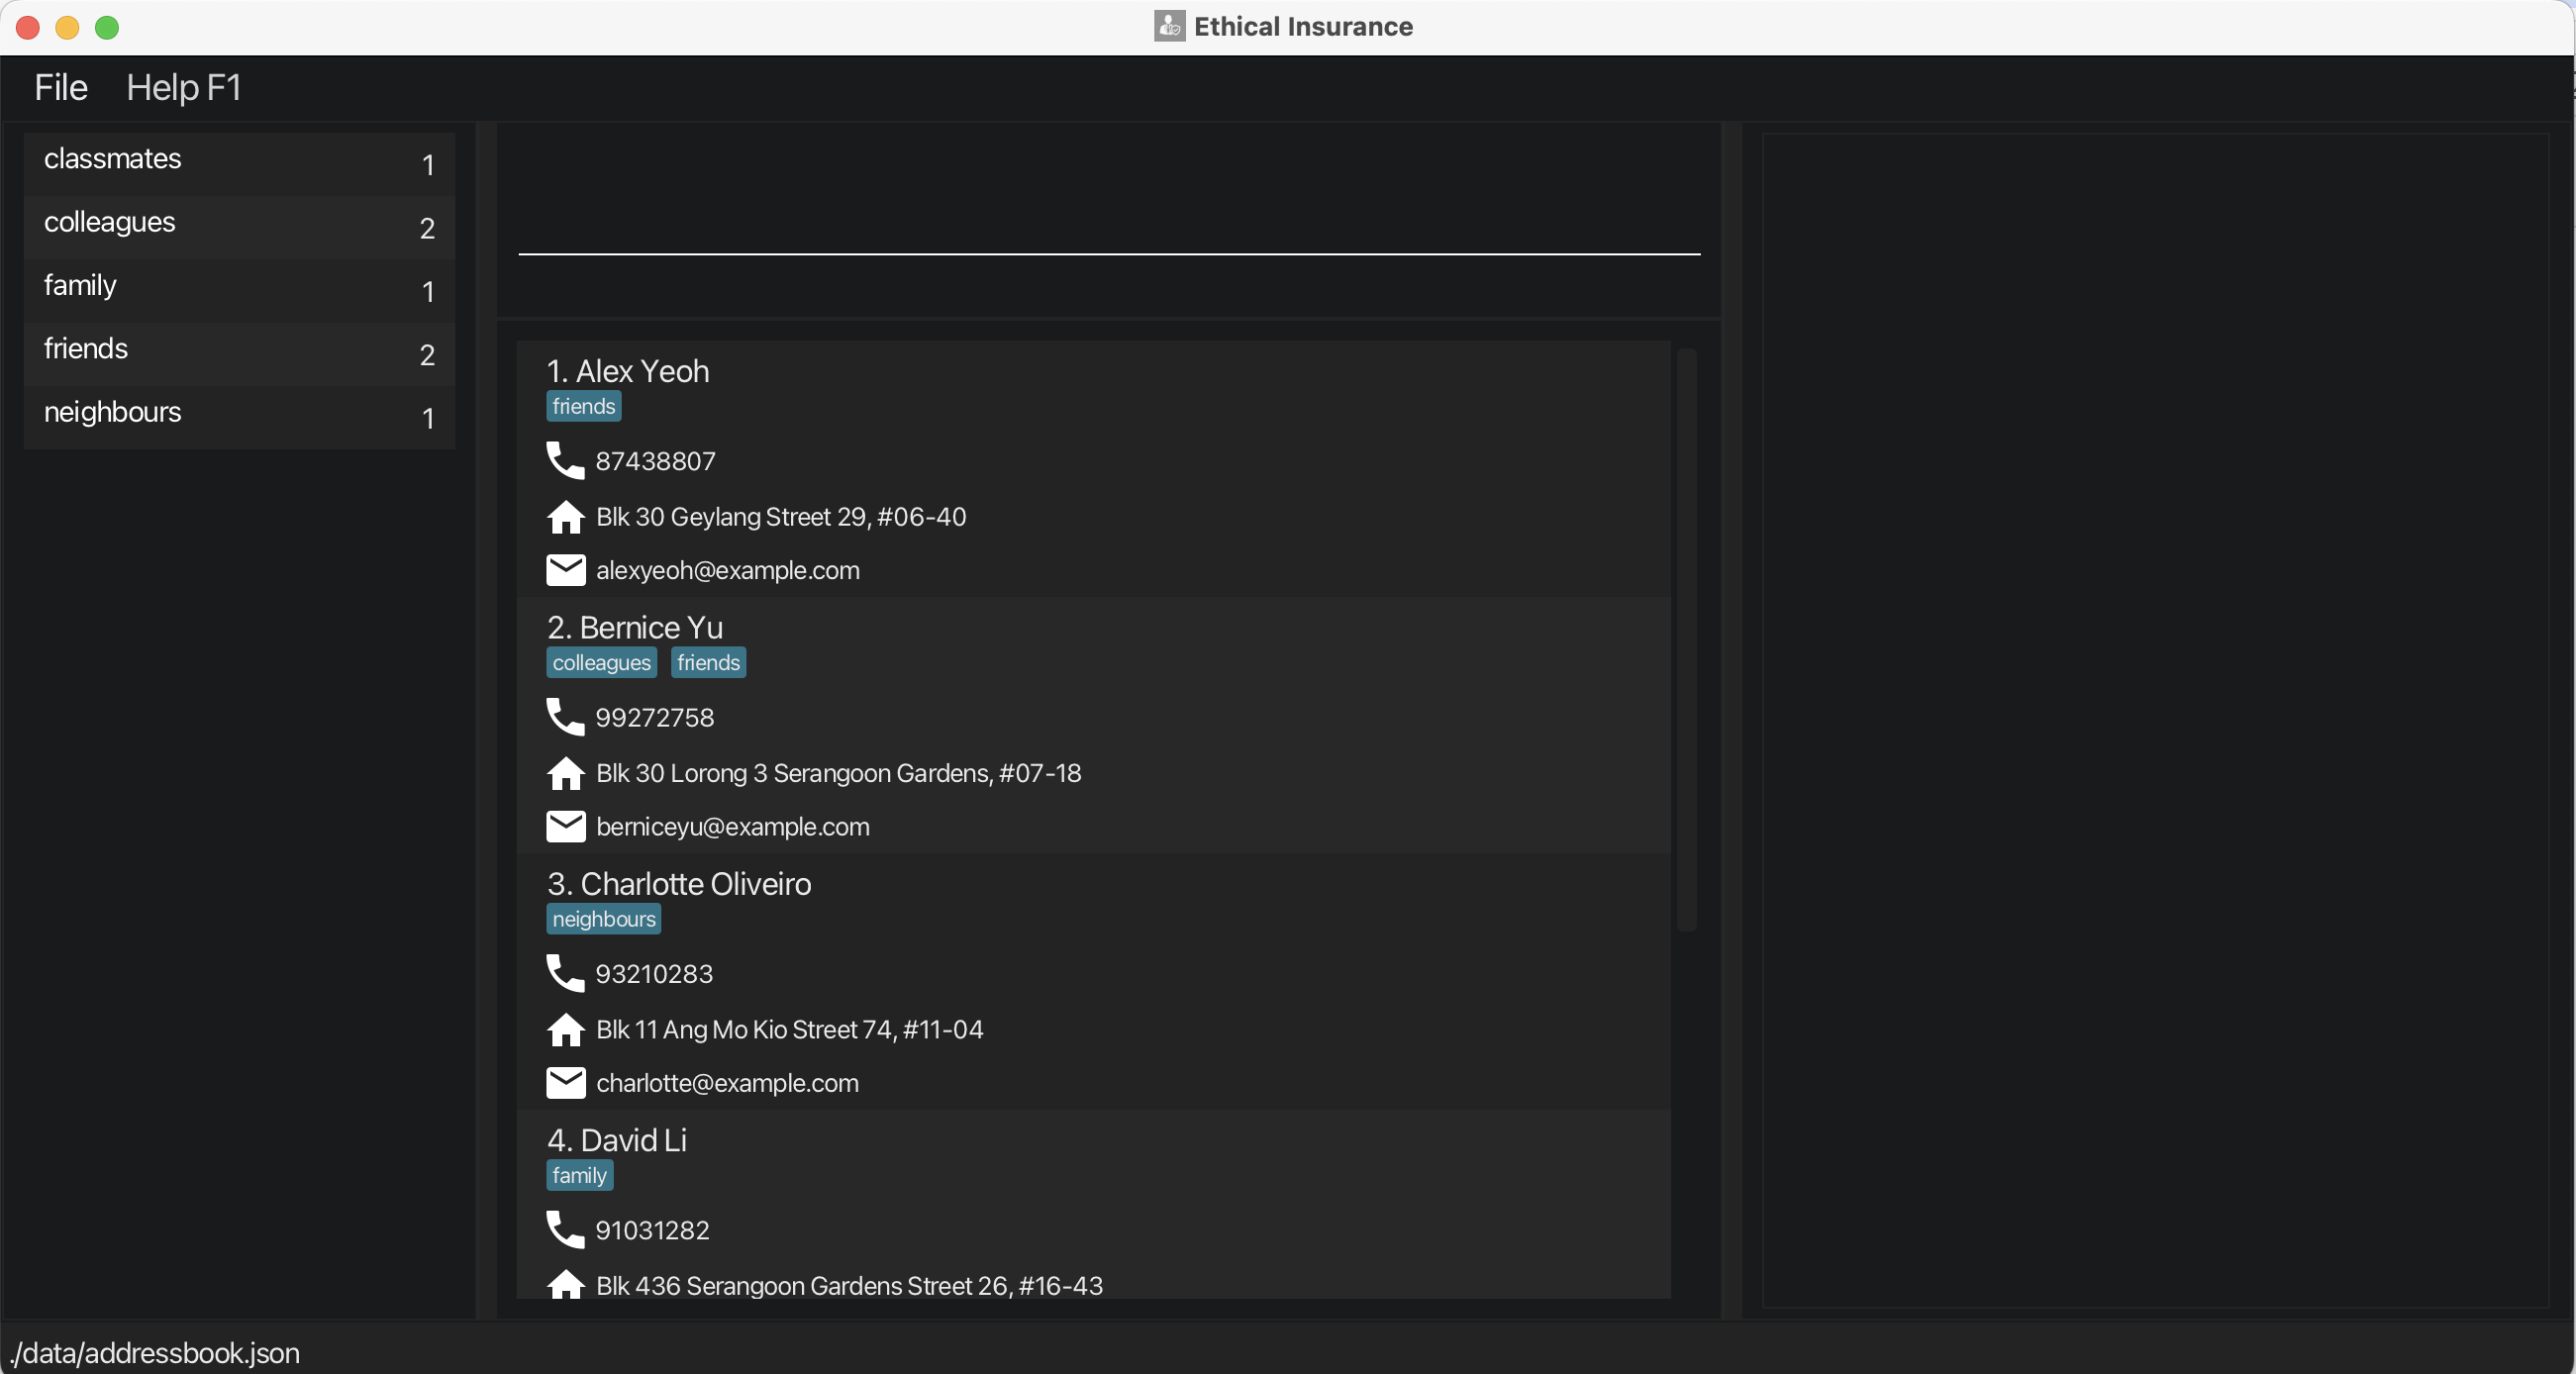 Ethical Insurance
File Help F1
classmates 1
colleagues 2
family 1
friends 2
neighbours 1
1. Alex Yeoh
friends
87438807
Blk 30 Geylang Street 29, #06-40
alexyeoh@example.com
2. Bernice Yu
colleagues friends
99272758
Blk 30 Lorong 3 Serangoon Gardens, #07-18
berniceyu@example.com
3. Charlotte Oliveiro
neighbours
93210283
Blk 11 Ang Mo Kio Street 74, #11-04
charlotte@example.com
4. David Li
family
91031282
Blk 436 Serangoon Gardens Street 26, #16-43
./data/addressbook.json